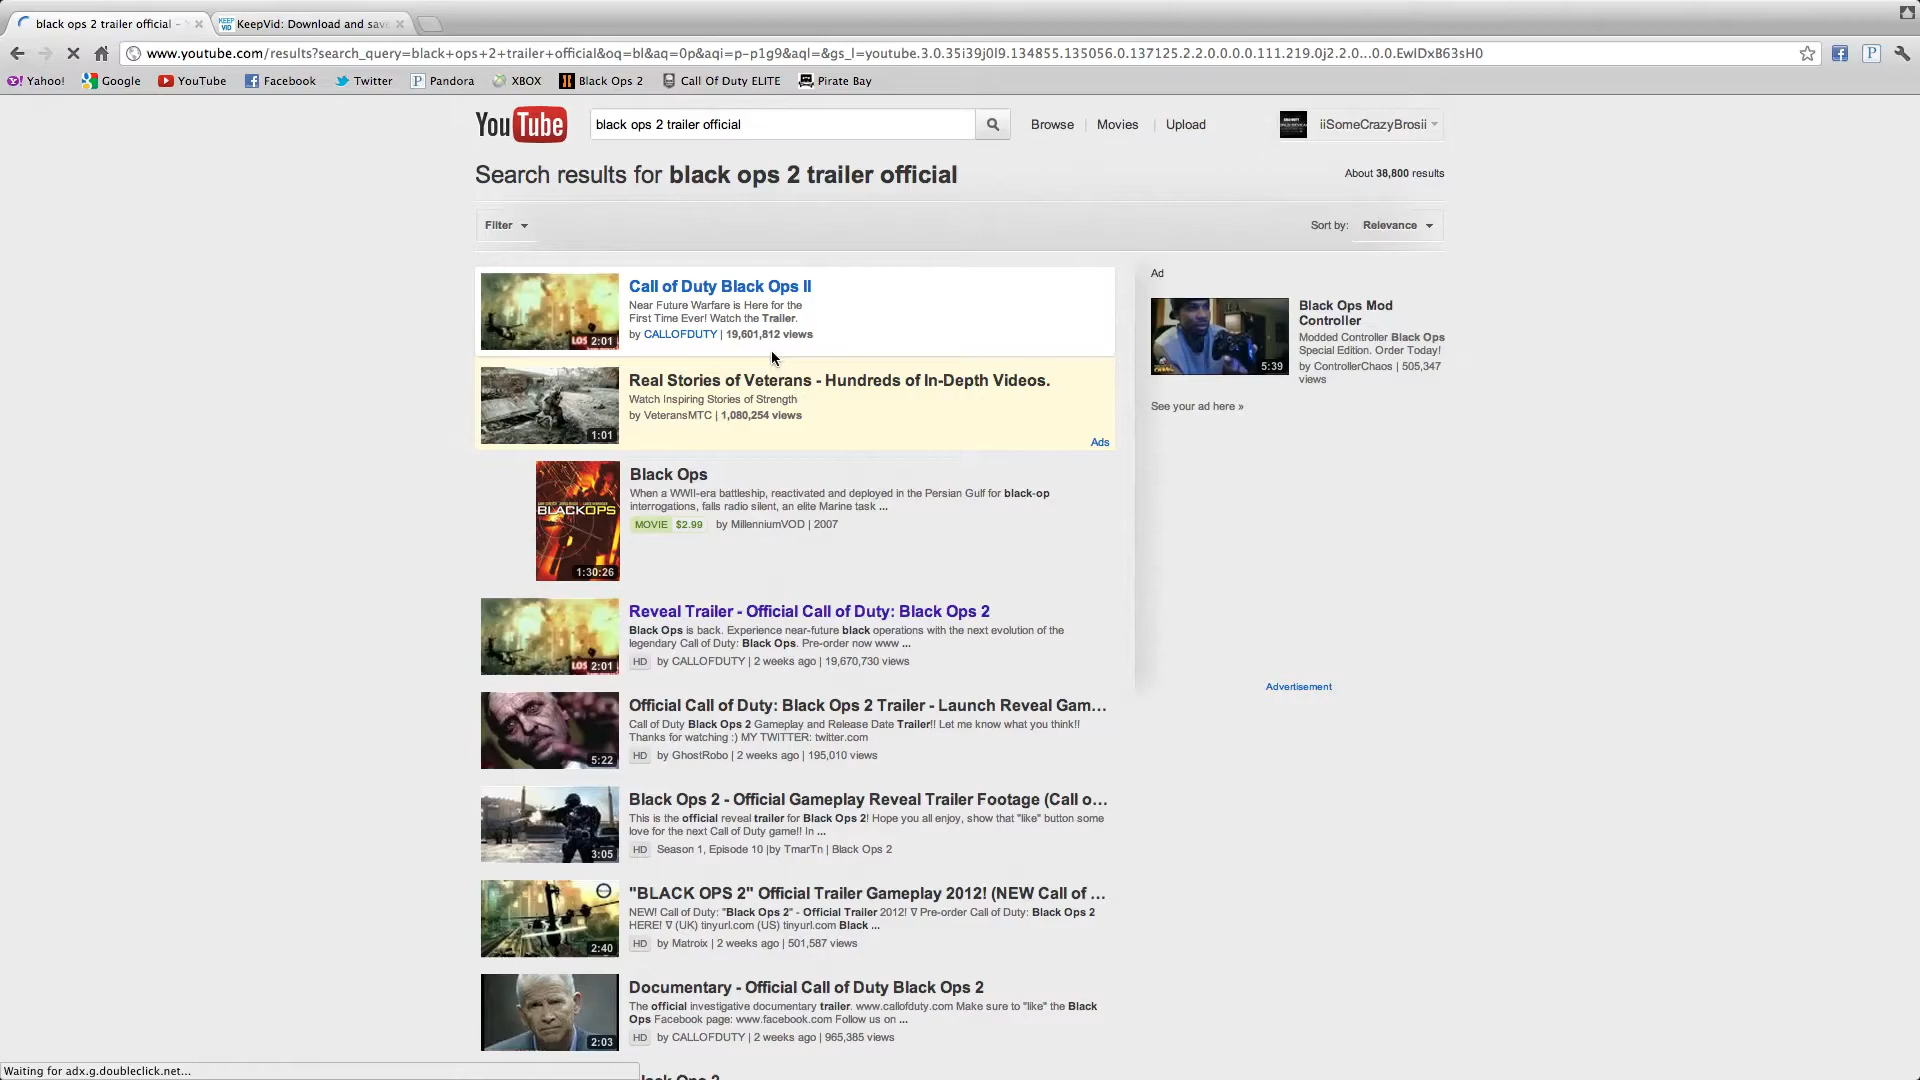 black ops 2 trailer official -
KeepVid: Download and save
www.youtube.com/results?search_query=black+ops+2+trailer+official&oq=bl&aq=0p&aqi=p-p1g9&aql=&gs_l=youtube.3.0.35i39j0l9.134855.135056.0.137125.2.2.0.0.0.0.111.219.0j2.2.0...0.0.EwIDxB63sH0
Yahoo! Google YouTube Facebook Twitter Pandora XBOX Black Ops 2 Call Of Duty ELITE Pirate Bay
YouTube black ops 2 trailer official Browse Movies Upload iiSomeCrazyBrosii
Search results for black ops 2 trailer official
About 38,800 results
Filter
Sort by: Relevance
Call of Duty Black Ops II
Near Future Warfare is Here for the
First Time Ever! Watch the Trailer.
by CALLOFDUTY | 19,601,812 views
LOS 2:01
Real Stories of Veterans - Hundreds of In-Depth Videos.
Watch Inspiring Stories of Strength
by VeteransMTC | 1,080,254 views
1:01
Ads
Black Ops
When a WWII-era battleship, reactivated and deployed in the Persian Gulf for black-op
interrogations, falls radio silent, an elite Marine task ...
MOVIE $2.99 by MillenniumVOD | 2007
BLACKOPS
1:30:26
Reveal Trailer - Official Call of Duty: Black Ops 2
Black Ops is back. Experience near-future black operations with the next evolution of the
legendary Call of Duty: Black Ops. Pre-order now www ...
HD by CALLOFDUTY | 2 weeks ago | 19,670,730 views
LOS 2:01
Official Call of Duty: Black Ops 2 Trailer - Launch Reveal Gam...
Call of Duty Black Ops 2 Gameplay and Release Date Trailer!! Let me know what you think!!
Thanks for watching :) MY TWITTER: twitter.com
HD by GhostRobo | 2 weeks ago | 195,010 views
5:22
Black Ops 2 - Official Gameplay Reveal Trailer Footage (Call o...
This is the official reveal trailer for Black Ops 2! Hope you all enjoy, show that "like" button some
love for the next Call of Duty game!! In ...
HD Season 1, Episode 10 |by TmarTn | Black Ops 2
3:05
"BLACK OPS 2" Official Trailer Gameplay 2012! (NEW Call of ...
NEW! Call of Duty: "Black Ops 2" - Official Trailer 2012! ∇ Pre-order Call of Duty: Black Ops 2
HERE! ∇ (UK) tinyurl.com (US) tinyurl.com Black ...
HD by Matroix | 2 weeks ago | 501,587 views
2:40
Documentary - Official Call of Duty Black Ops 2
The official investigative documentary trailer. www.callofduty.com Make sure to "like" the Black
Ops Facebook page: www.facebook.com Follow us on ...
HD by CALLOFDUTY | 2 weeks ago | 965,385 views
2:03
Ad
Black Ops Mod
Controller
Modded Controller Black Ops
Special Edition. Order Today!
by ControllerChaos | 505,347
views
5:39
See your ad here »
Advertisement
Waiting for adx.g.doubleclick.net...